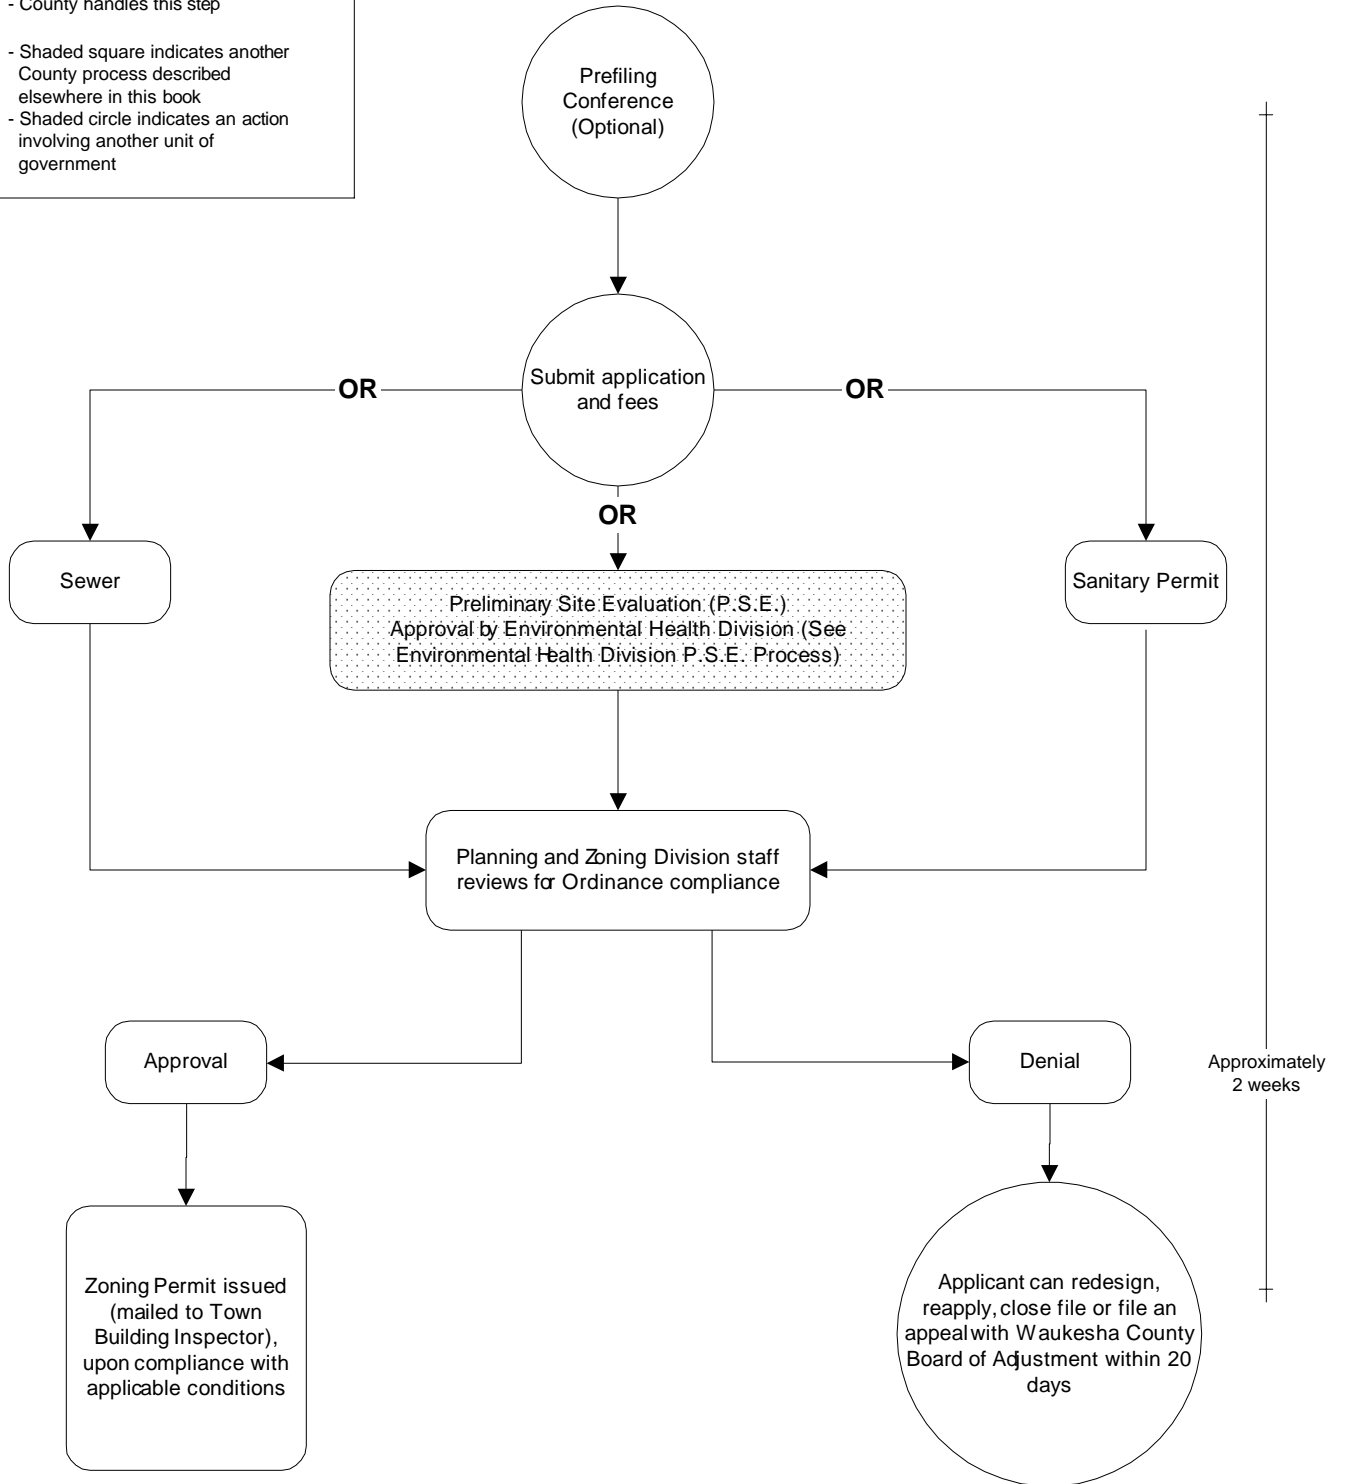 - County handles this step
- Shaded square indicates another
County process described
elsewhere in this book
- Shaded circle indicates an action
involving another unit of
government
Prefiling
Conference
(Optional)
Submit application
and fees
OR
OR
OR
Sewer
Preliminary Site Evaluation (P.S.E.)
Approval by Environmental Health Division (See
Environmental Health Division P.S.E. Process)
Sanitary Permit
Planning and Zoning Division staff
reviews for Ordinance compliance
Approval
Denial
Approximately
2 weeks
Zoning Permit issued
(mailed to Town
Building Inspector),
upon compliance with
applicable conditions
Applicant can redesign,
reapply, close file or file an
appeal with Waukesha County
Board of Adjustment within 20
days